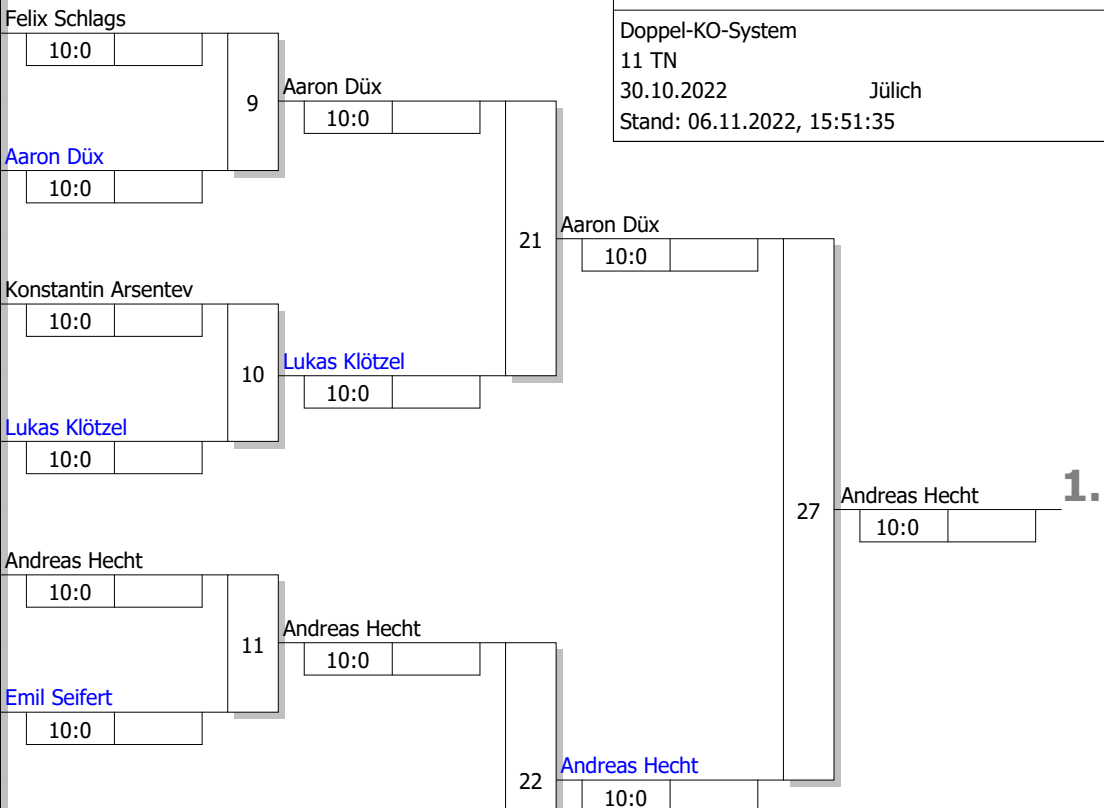 Doppel-KO-System
11 TN
30.10.2022 Jülich
Stand: 06.11.2022, 15:51:35
Felix Schlags
10:0
9
Aaron Düx
10:0
Aaron Düx
10:0
21
Aaron Düx
10:0
Konstantin Arsentev
10:0
10
Lukas Klötzel
10:0
Lukas Klötzel
10:0
27
Andreas Hecht
1.
10:0
Andreas Hecht
10:0
11
Andreas Hecht
10:0
Emil Seifert
10:0
22
Andreas Hecht
10:0